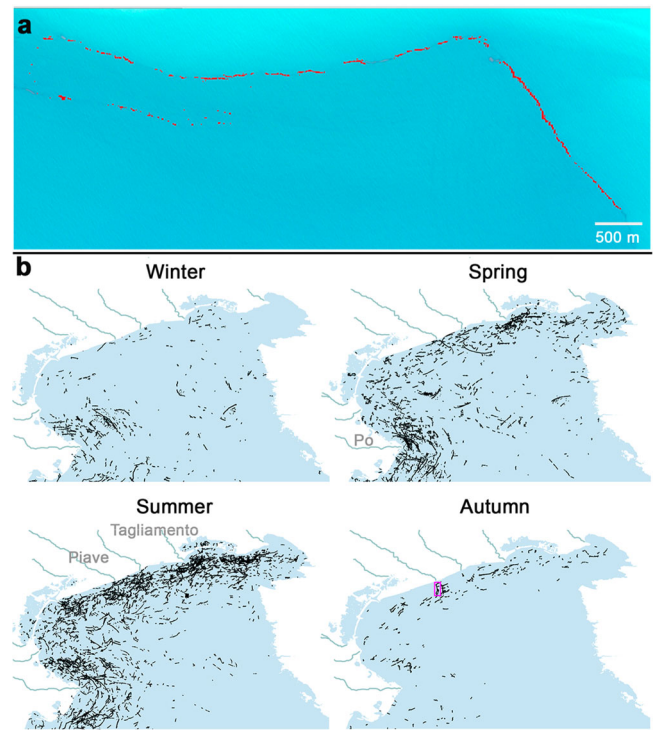 a
500 m
b
Winter
Spring
Po
Summer
Autumn
Tagliamento
Piave